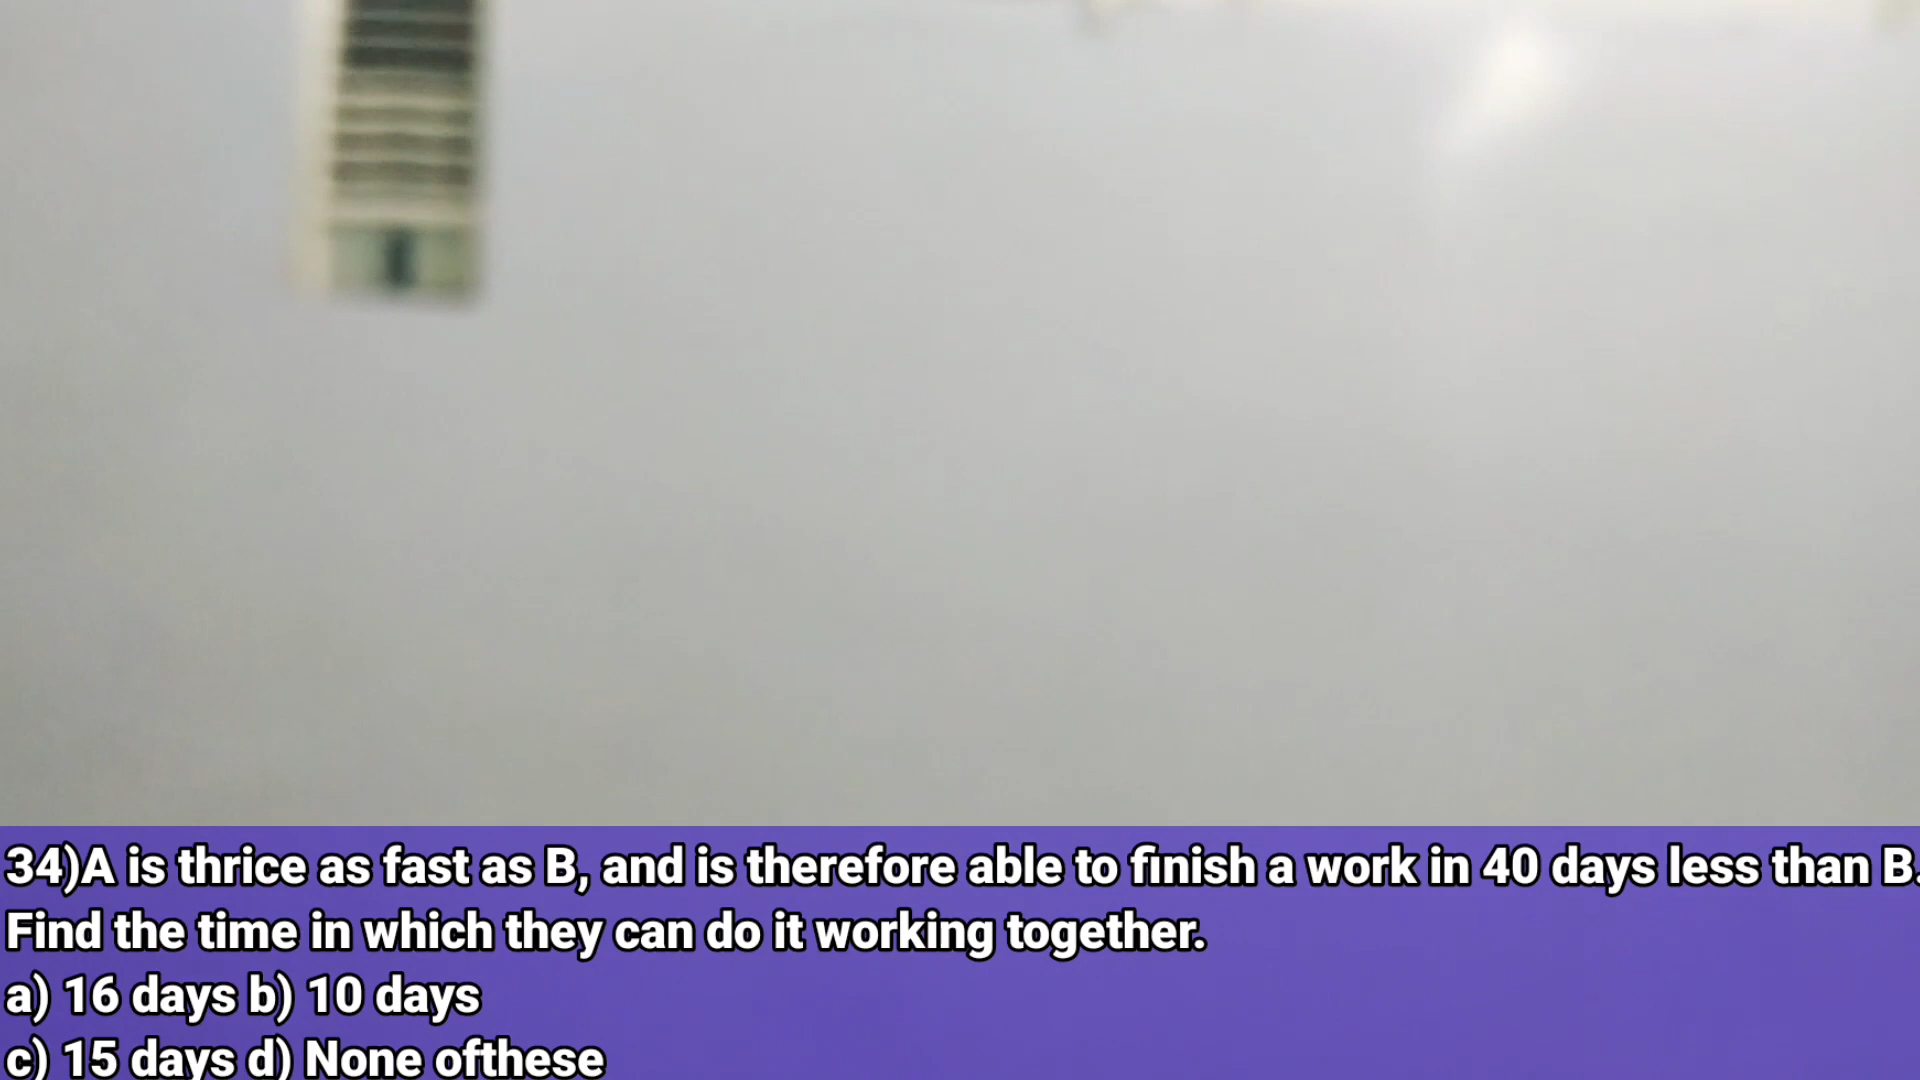 34)A is thrice as fast as B, and is therefore able to finish a work in 40 days less than B.
Find the time in which they can do it working together.
a) 16 days b) 10 days
c) 15 days d) None ofthese